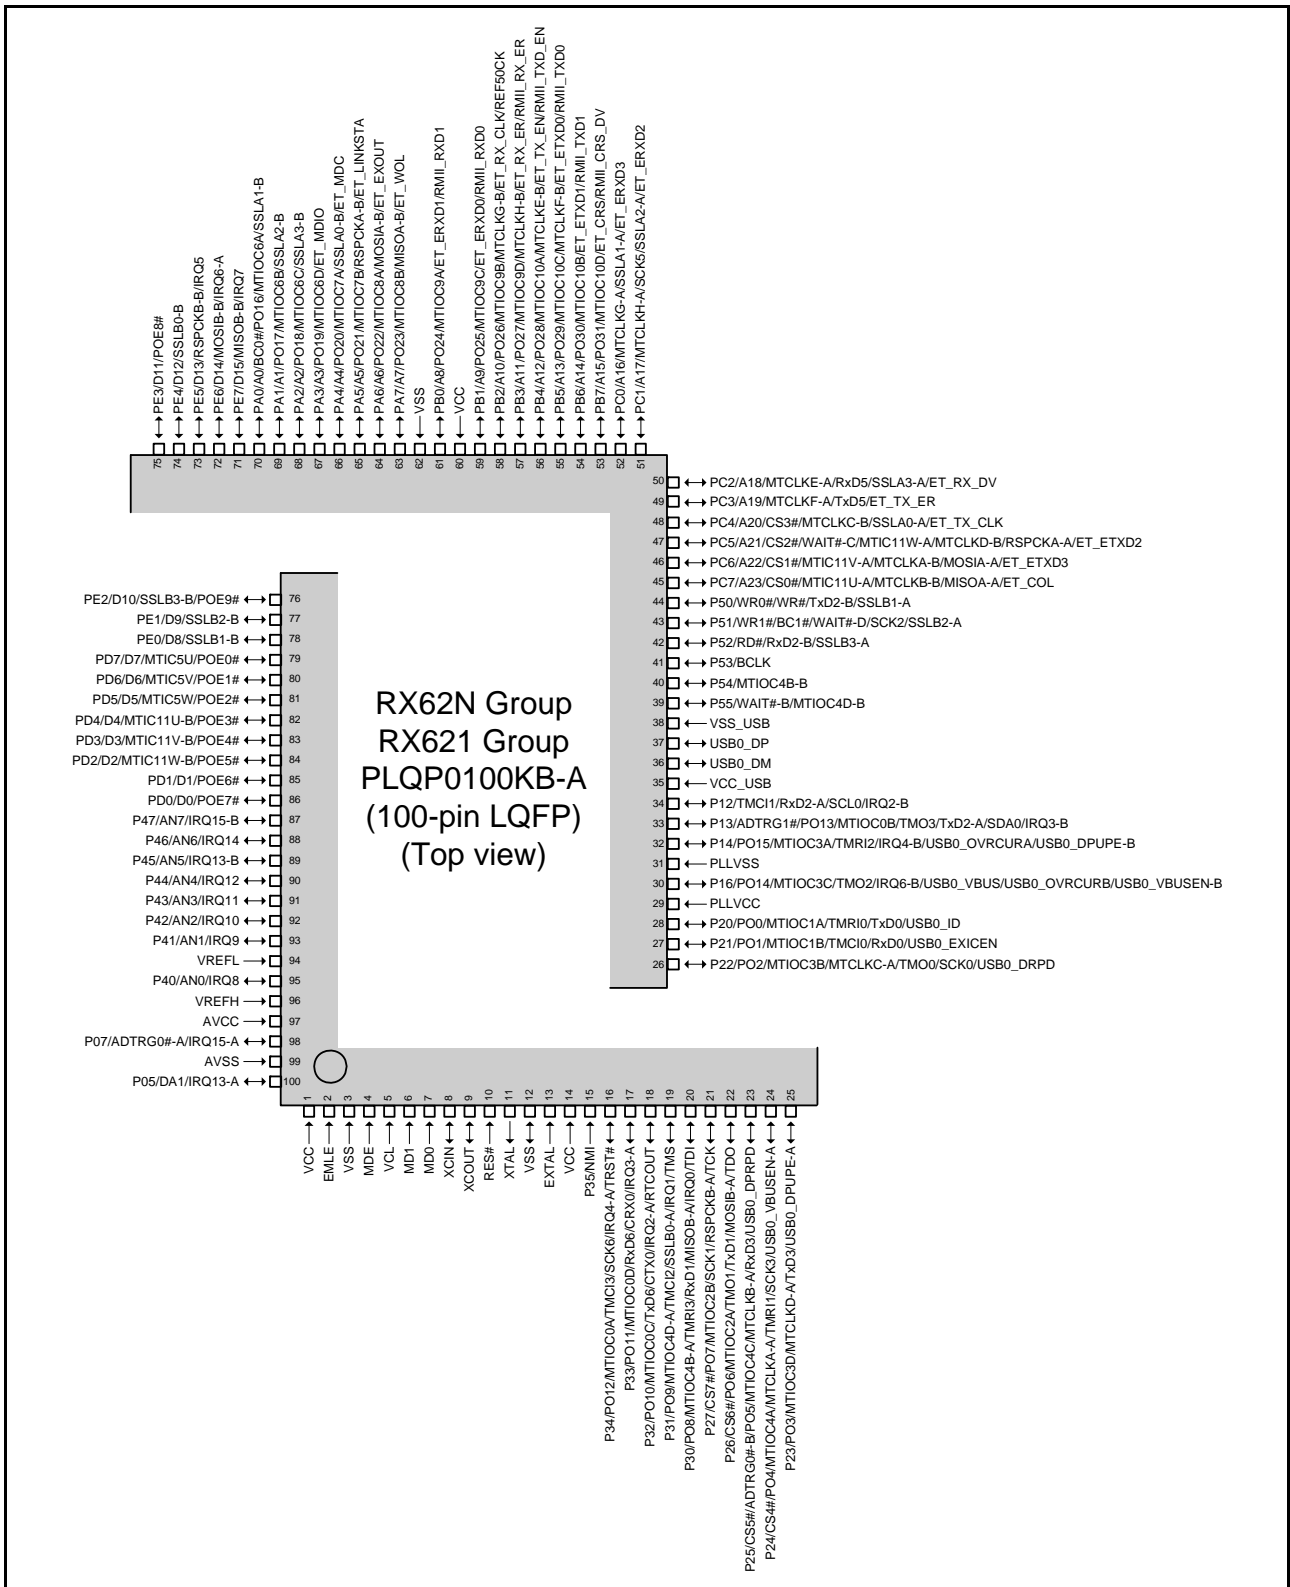 PE3/D11/POE8#
PE4/D12/SSLB0-B
PE5/D13/RSPCKB-B/IRQ5
PE6/D14/MOSIB-B/IRQ6-A
PE7/D15/MISOB-B/IRQ7
PA0/A0/BC0#/PO16/MTIOC6A/SSLA1-B
PA1/A1/PO17/MTIOC6B/SSLA2-B
PA2/A2/PO18/MTIOC6C/SSLA3-B
PA3/A3/PO19/MTIOC6D/ET_MDIO
PA4/A4/PO20/MTIOC7A/SSLA0-B/ET_MDC
PA5/A5/PO21/MTIOC7B/RSPCKA-B/ET_LINKSTA
PA6/A6/PO22/MTIOC8A/MOSIA-B/ET_EXOUT
PA7/A7/PO23/MTIOC8B/MISOA-B/ET_WOL
VSS
PB0/A8/PO24/MTIOC9A/ET_ERXD1/RMII_RXD1
VCC
PB1/A9/PO25/MTIOC9C/ET_ERXD0/RMII_RXD0
PB2/A10/PO26/MTIOC9B/MTCLKG-B/ET_RX_CLK/REF50CK
PB3/A11/PO27/MTIOC9D/MTCLKH-B/ET_RX_ER/RMII_RX_ER
PB4/A12/PO28/MTIOC10A/MTCLKE-B/ET_TX_EN/RMII_TXD_EN
PB5/A13/PO29/MTIOC10C/MTCLKF-B/ET_ETXD0/RMII_TXD0
PB6/A14/PO30/MTIOC10B/ET_ETXD1/RMII_TXD1
PB7/A15/PO31/MTIOC10D/ET_CRS/RMII_CRS_DV
PC0/A16/MTCLKG-A/SSLA1-A/ET_ERXD3
PC1/A17/MTCLKH-A/SCK5/SSLA2-A/ET_ERXD2
75 74 73 72 71 70 69 68 67 66 65 64 63 62 61 60 59 58 57 56 55 54 53 52 51
50 PC2/A18/MTCLKE-A/RxD5/SSLA3-A/ET_RX_DV
49 PC3/A19/MTCLKF-A/TxD5/ET_TX_ER
48 PC4/A20/CS3#/MTCLKC-B/SSLA0-A/ET_TX_CLK
47 PC5/A21/CS2#/WAIT#-C/MTIC11W-A/MTCLKD-B/RSPCKA-A/ET_ETXD2
46 PC6/A22/CS1#/MTIC11V-A/MTCLKA-B/MOSIA-A/ET_ETXD3
45 PC7/A23/CS0#/MTIC11U-A/MTCLKB-B/MISOA-A/ET_COL
44 P50/WR0#/WR#/TxD2-B/SSLB1-A
43 P51/WR1#/BC1#/WAIT#-D/SCK2/SSLB2-A
42 P52/RD#/RxD2-B/SSLB3-A
41 P53/BCLK
40 P54/MTIOC4B-B
39 P55/WAIT#-B/MTIOC4D-B
38 VSS_USB
37 USB0_DP
36 USB0_DM
35 VCC_USB
34 P12/TMCI1/RxD2-A/SCL0/IRQ2-B
33 P13/ADTRG1#/PO13/MTIOC0B/TMO3/TxD2-A/SDA0/IRQ3-B
32 P14/PO15/MTIOC3A/TMRI2/IRQ4-B/USB0_OVRCURA/USB0_DPUPE-B
31 PLLVSS
30 P16/PO14/MTIOC3C/TMO2/IRQ6-B/USB0_VBUS/USB0_OVRCURB/USB0_VBUSEN-B
29 PLLVCC
28 P20/PO0/MTIOC1A/TMRI0/TxD0/USB0_ID
27 P21/PO1/MTIOC1B/TMCI0/RxD0/USB0_EXICEN
26 P22/PO2/MTIOC3B/MTCLKC-A/TMO0/SCK0/USB0_DRPD
PE2/D10/SSLB3-B/POE9# 76
PE1/D9/SSLB2-B 77
PE0/D8/SSLB1-B 78
PD7/D7/MTIC5U/POE0# 79
PD6/D6/MTIC5V/POE1# 80
PD5/D5/MTIC5W/POE2# 81
PD4/D4/MTIC11U-B/POE3# 82
PD3/D3/MTIC11V-B/POE4# 83
PD2/D2/MTIC11W-B/POE5# 84
PD1/D1/POE6# 85
PD0/D0/POE7# 86
P47/AN7/IRQ15-B 87
P46/AN6/IRQ14 88
P45/AN5/IRQ13-B 89
P44/AN4/IRQ12 90
P43/AN3/IRQ11 91
P42/AN2/IRQ10 92
P41/AN1/IRQ9 93
VREFL 94
P40/AN0/IRQ8 95
VREFH 96
AVCC 97
P07/ADTRG0#-A/IRQ15-A 98
AVSS 99
P05/DA1/IRQ13-A 100
RX62N Group
RX621 Group
PLQP0100KB-A
(100-pin LQFP)
(Top view)
1 2 3 4 5 6 7 8 9 10 11 12 13 14 15 16 17 18 19 20 21 22 23 24 25
VCC
EMLE
VSS
MDE
VCL
MD1
MD0
XCIN
XCOUT
RES#
XTAL
VSS
EXTAL
VCC
P35/NMI
P34/PO12/MTIOC0A/TMCI3/SCK6/IRQ4-A/TRST#
P33/PO11/MTIOC0D/RxD6/CRX0/IRQ3-A
P32/PO10/MTIOC0C/TxD6/CTX0/IRQ2-A/RTCOUT
P31/PO9/MTIOC4D-A/TMCI2/SSLB0-A/IRQ1/TMS
P30/PO8/MTIOC4B-A/TMRI3/RxD1/MISOB-A/IRQ0/TDI
P27/CS7#/PO7/MTIOC2B/SCK1/RSPCKB-A/TCK
P26/CS6#/PO6/MTIOC2A/TMO1/TxD1/MOSIB-A/TDO
P25/CS5#/ADTRG0#-B/PO5/MTIOC4C/MTCLKB-A/RxD3/USB0_DPRPD
P24/CS4#/PO4/MTIOC4A/MTCLKA-A/TMRI1/SCK3/USB0_VBUSEN-A
P23/PO3/MTIOC3D/MTCLKD-A/TxD3/USB0_DPUPE-A